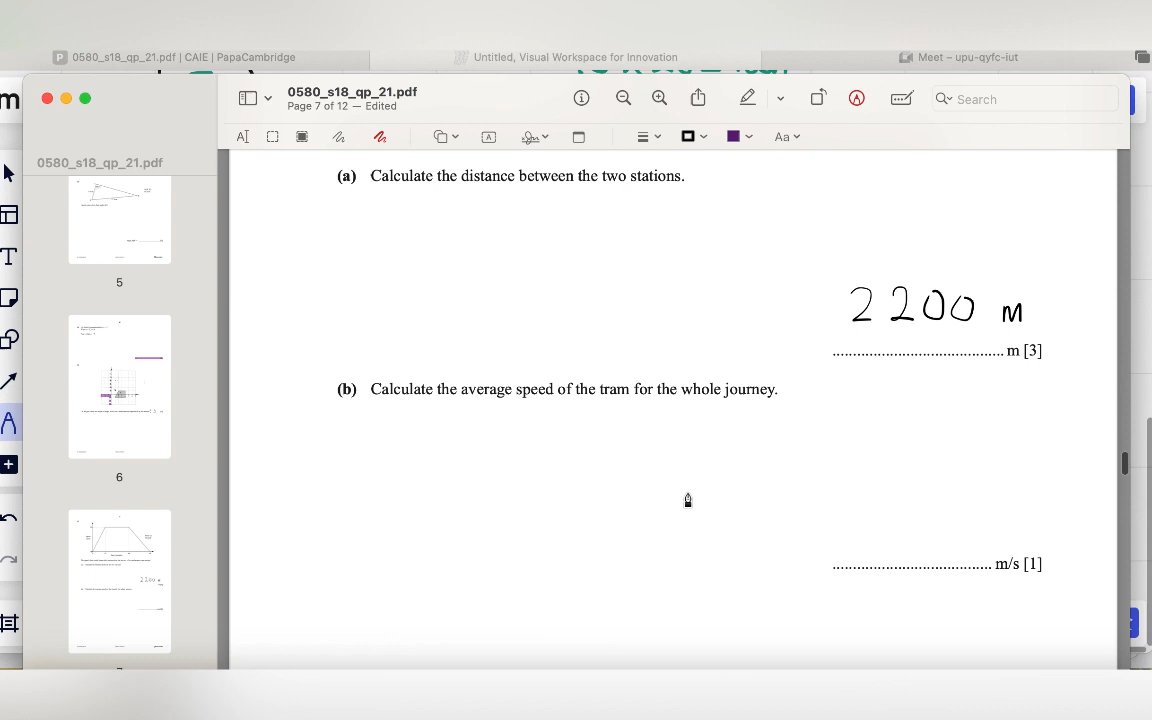 0580_s18_qp_21.pdf | CAIE | PapaCambridge
Untitled, Visual Workspace for Innovation
Meet – upu-qyfc-iut
m
0580_s18_qp_21.pdf
Page 7 of 12 — Edited
Search
Aa
0580_s18_qp_21.pdf
(a) Calculate the distance between the two stations.
5
2200 m
.......................................... m [3]
(b) Calculate the average speed of the tram for the whole journey.
6
....................................... m/s [1]